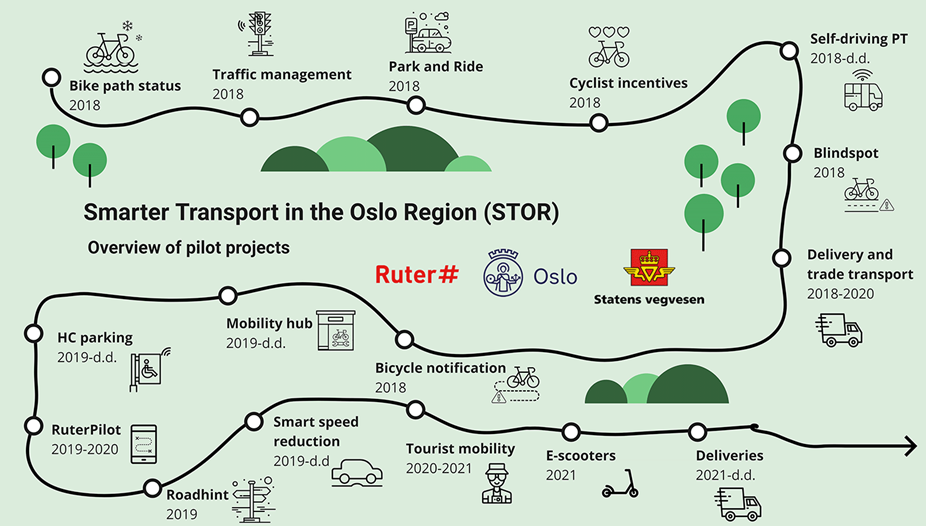 Bike path status
2018
Traffic management
2018
P
Park and Ride
2018
Cyclist incentives
2018
Self-driving PT
2018-d.d.
Blindspot
2018
Delivery and
trade transport
2018-2020
Smarter Transport in the Oslo Region (STOR)
Overview of pilot projects
Ruter#
Oslo
Statens vegvesen
Bicycle notification
2018
Mobility hub
2019-d.d.
HC parking
2019-d.d.
RuterPilot
2019-2020
Roadhint
2019
Smart speed
reduction
2019-d.d
Tourist mobility
2020-2021
E-scooters
2021
Deliveries
2021-d.d.